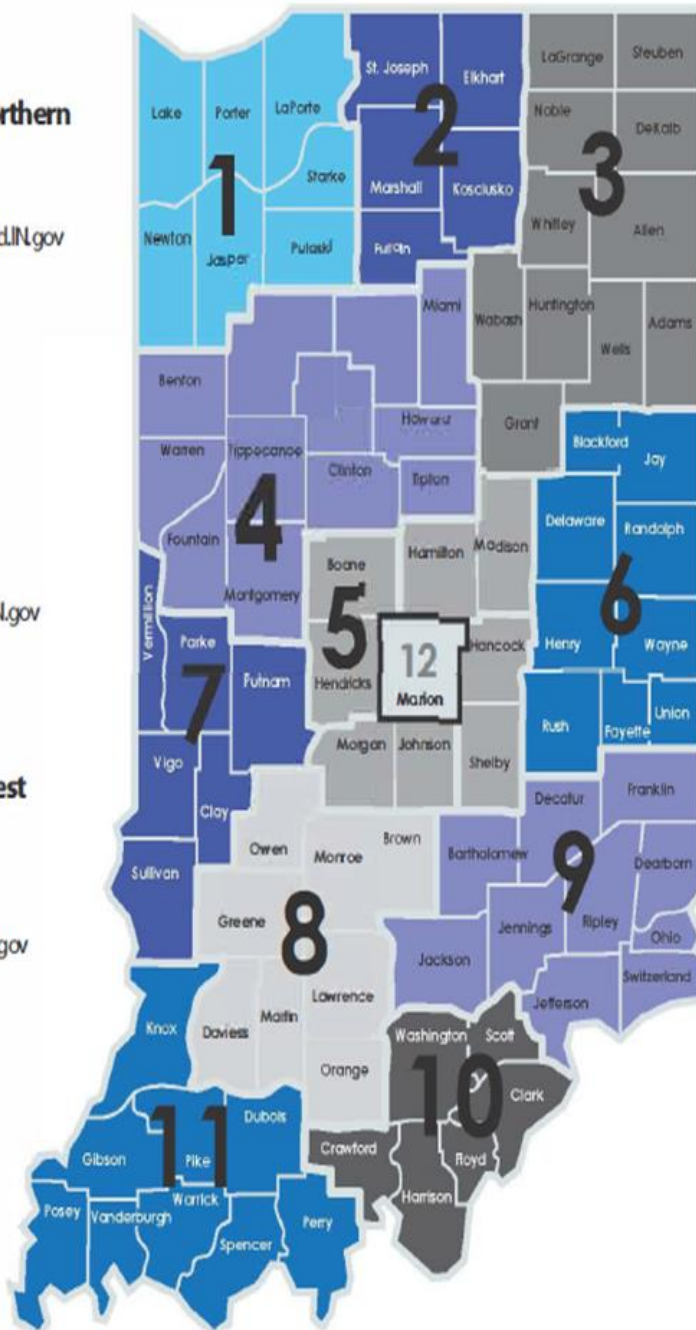 rthern
d.IN.gov
N.gov
est
gov
St. Joseph
Elkhart
LaGrange
Steuben
Lake
Porter
LaPorte
2
Noble
DeKalb
1
Starke
Marshall
Kosciusko
3
Newton
Jasper
Pulaski
Fulton
Whitley
Allen
Miami
Wabash
Huntington
Wells
Adams
Benton
Warren
Tippecanoe
Howard
Grant
Blackford
Jay
Clinton
Tipton
4
Fountain
Montgomery
Boone
Hamilton
Madison
Delaware
Randolph
5
6
Vermillion
Parke
Putnam
Hendricks
12
Marion
Hancock
Henry
Wayne
7
Morgan
Johnson
Shelby
Rush
Fayette
Union
Vigo
Clay
Owen
Monroe
Brown
Decatur
Franklin
Sullivan
Bartholomew
9
Dearborn
Greene
8
Jennings
Ripley
Ohio
Jackson
Switzerland
Jefferson
Knox
Daviess
Martin
Lawrence
Washington
Scott
Orange
10
Clark
Dubois
11
Gibson
Pike
Crawford
Floyd
Harrison
Posey
Vanderburgh
Warrick
Spencer
Perry